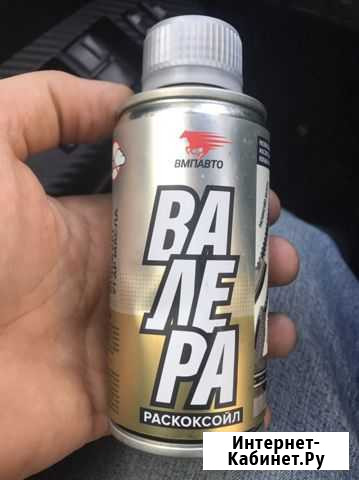 ВМПАВТО
ВА
ЛЕ
РА
РАСКОКСОЙЛ
Интернет-
Кабинет.Ру